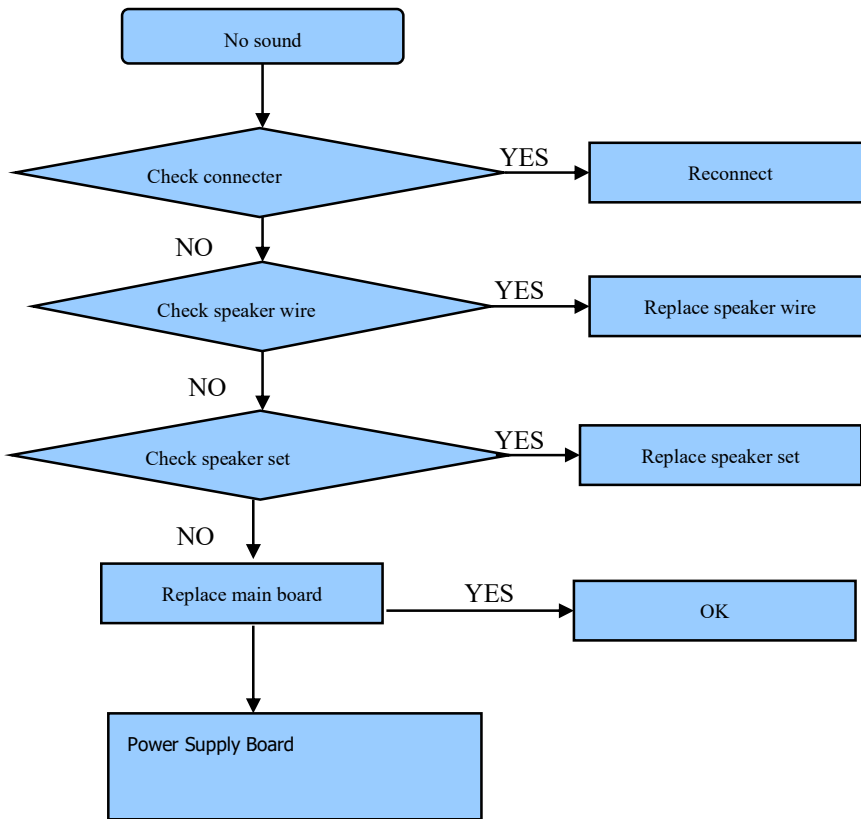 No sound
Check connecter
YES
Reconnect
NO
Check speaker wire
YES
Replace speaker wire
NO
Check speaker set
YES
Replace speaker set
NO
Replace main board
YES
OK
Power Supply Board